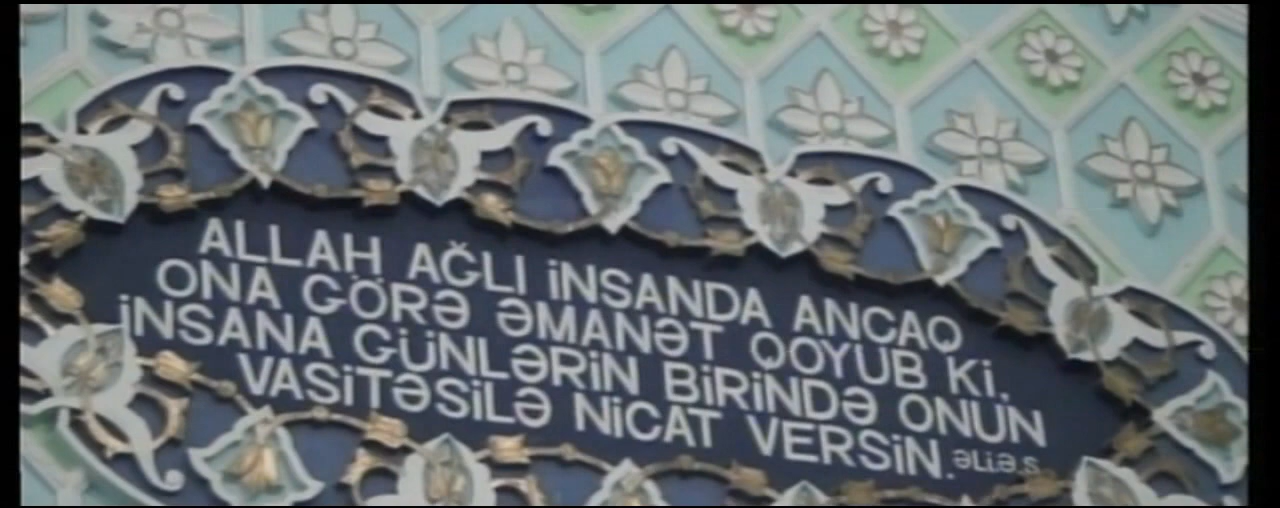 ALLAH AĞLI İNSANDA ANCAQ
ONA GÖRƏ ƏMANƏT QOYUB Kİ,
İNSANA GÜNLƏRİN BİRİNDƏ ONUN
VASİTƏSİLƏ NİCAT VERSİN. ƏLİ.Ə.S